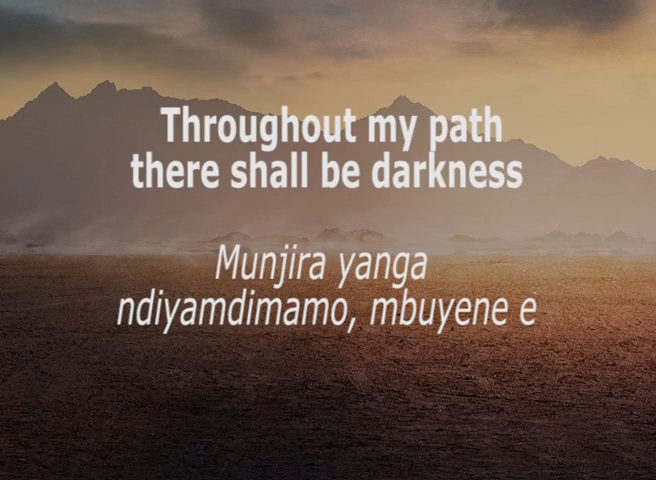 Throughout my path
there shall be darkness
Munjira yanga
ndiyamdimamo, mbuyene e